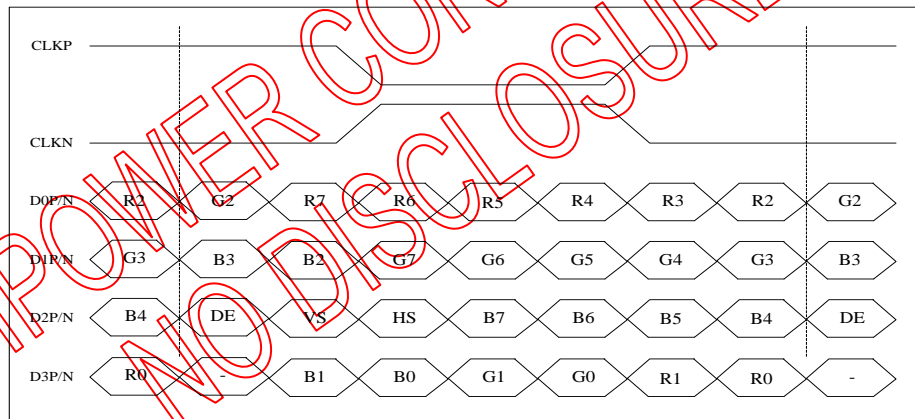 CLKP
CLKN
D0P/N R2 G2 R7 R6 R5 R4 R3 R2 G2
D1P/N G3 B3 B2 G7 G6 G5 G4 G3 B3
D2P/N B4 DE VS HS B7 B6 B5 B4 DE
D3P/N R0 - B1 B0 G1 G0 R1 R0 -
NO DISCLOSURE